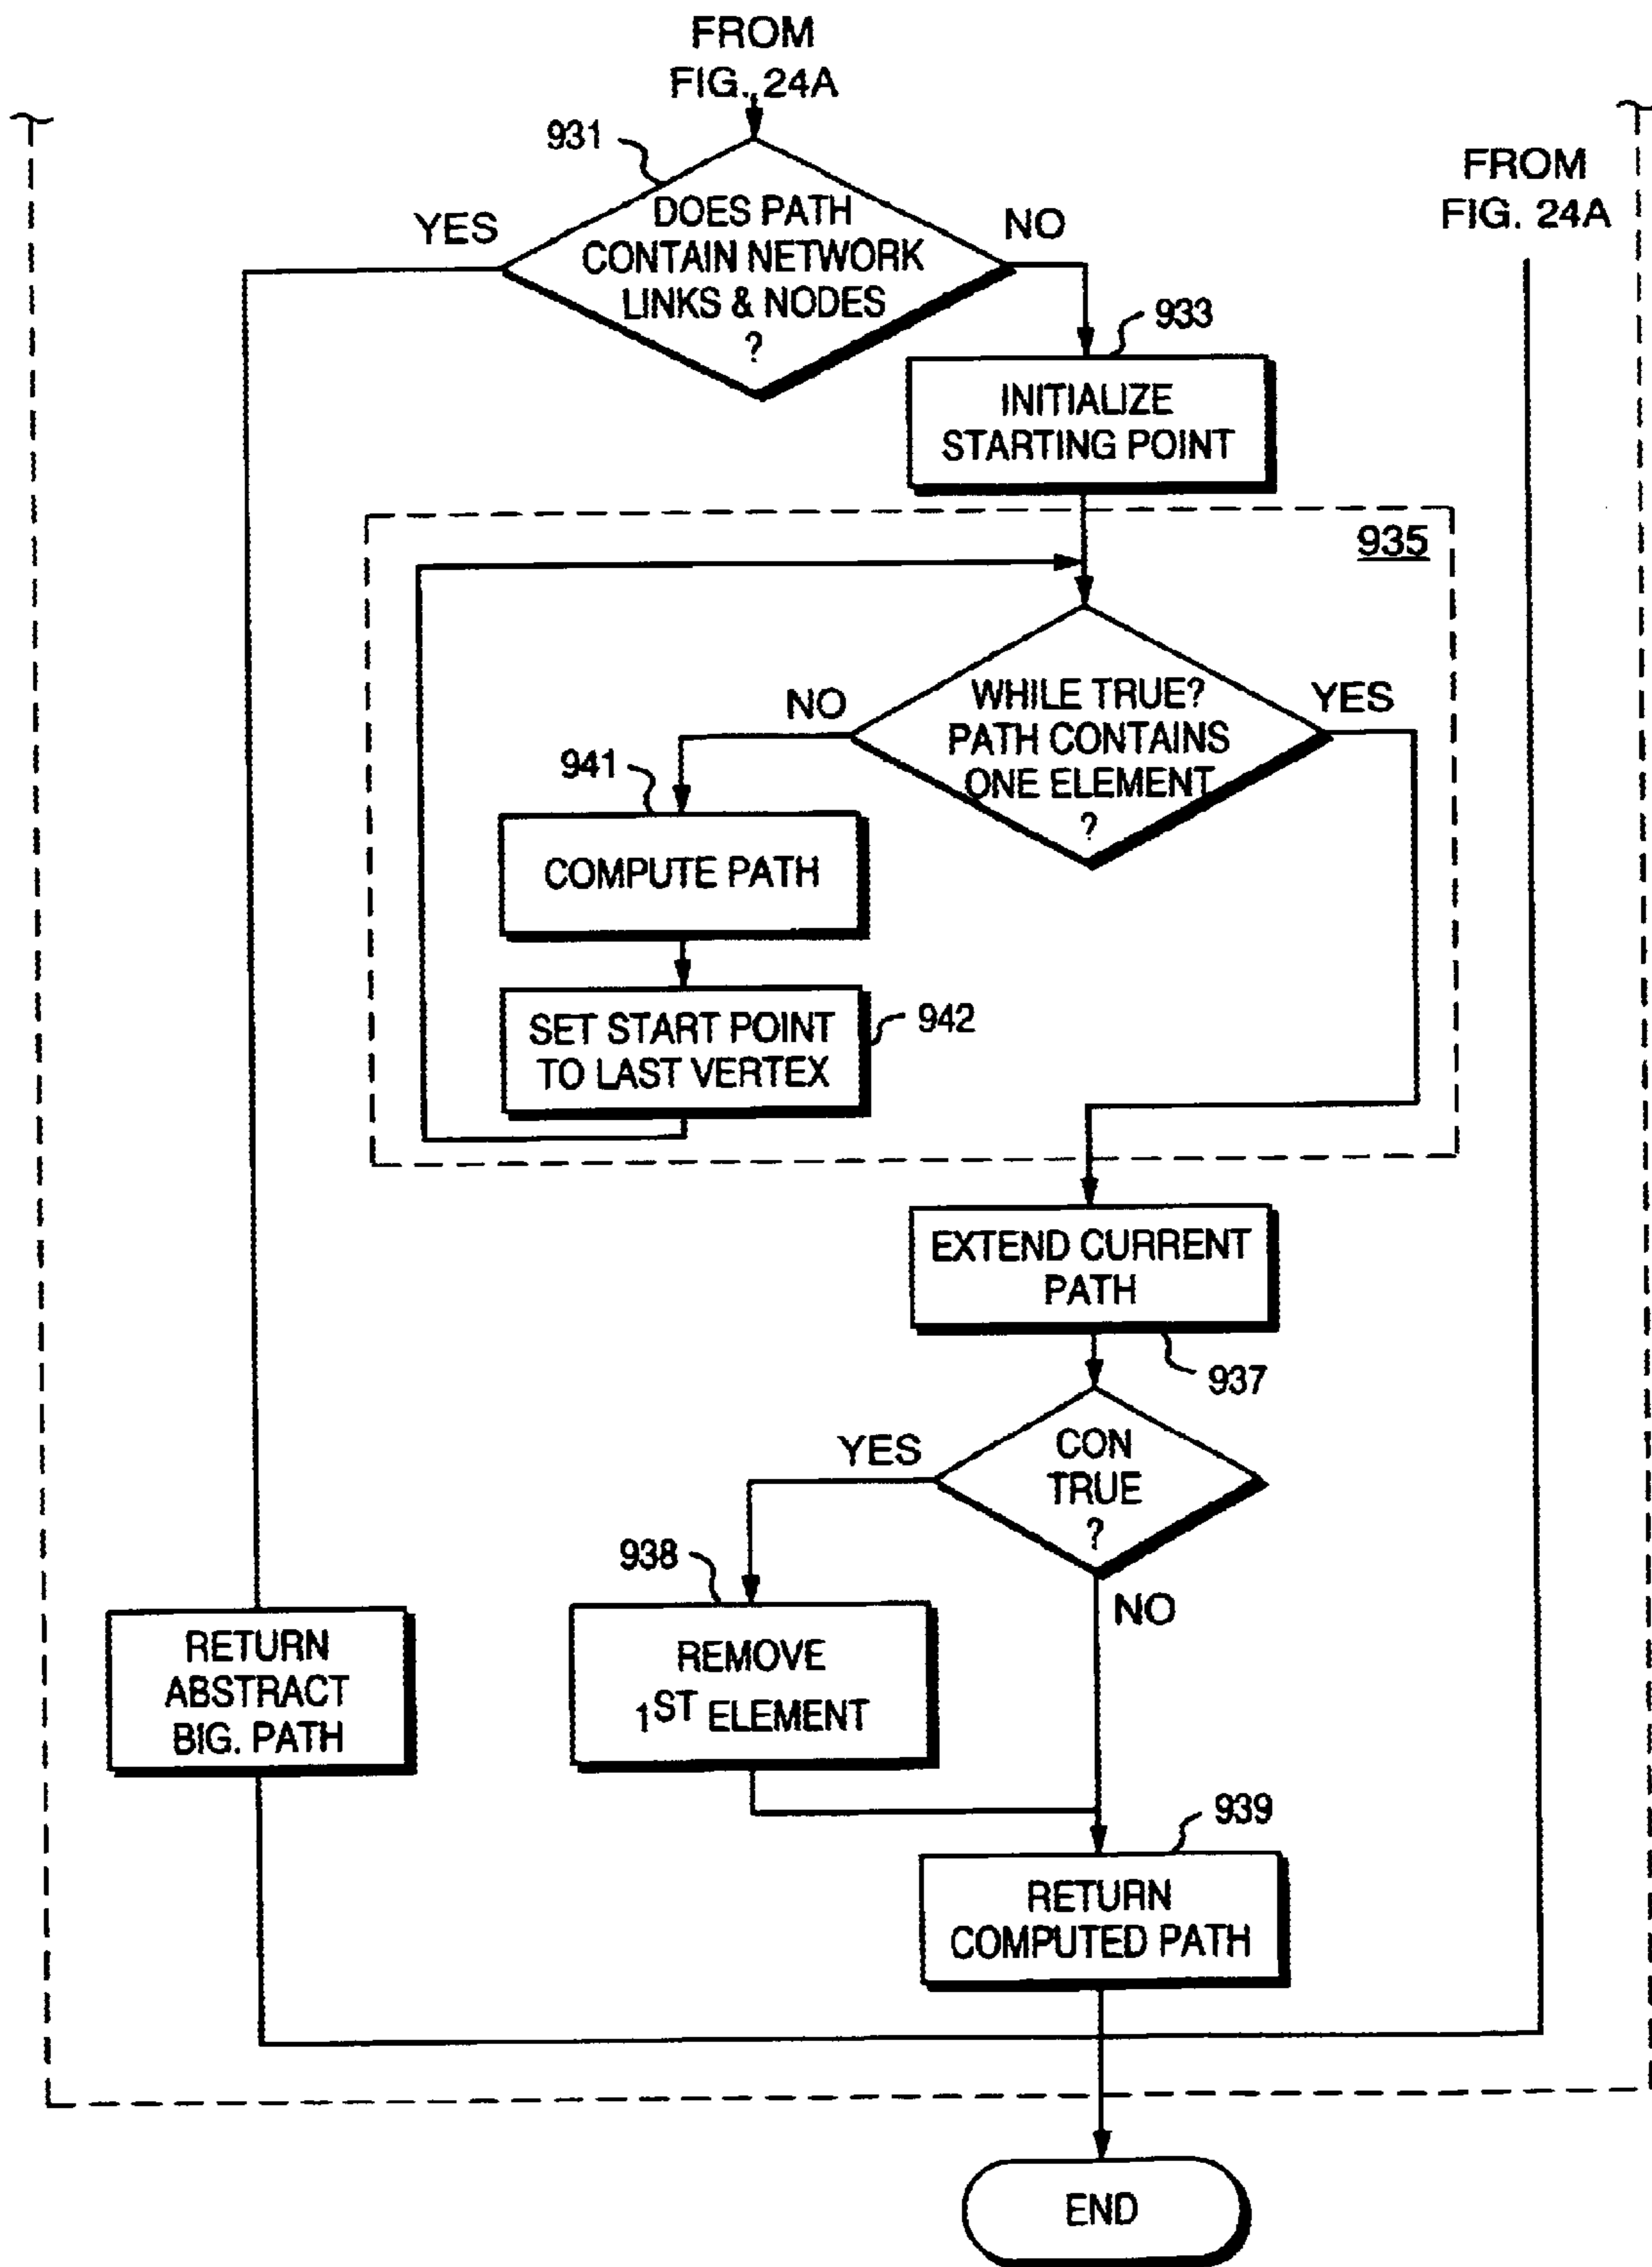 FROM
FIG. 24A
931
DOES PATH
CONTAIN NETWORK
LINKS & NODES
?
YES
NO
FROM
FIG. 24A
933
INITIALIZE
STARTING POINT
935
WHILE TRUE?
PATH CONTAINS
ONE ELEMENT
?
NO
YES
941
COMPUTE PATH
SET START POINT
TO LAST VERTEX
942
EXTEND CURRENT
PATH
937
CON
TRUE
?
YES
NO
938
REMOVE
1ST ELEMENT
RETURN
ABSTRACT
BIG. PATH
939
RETURN
COMPUTED PATH
END